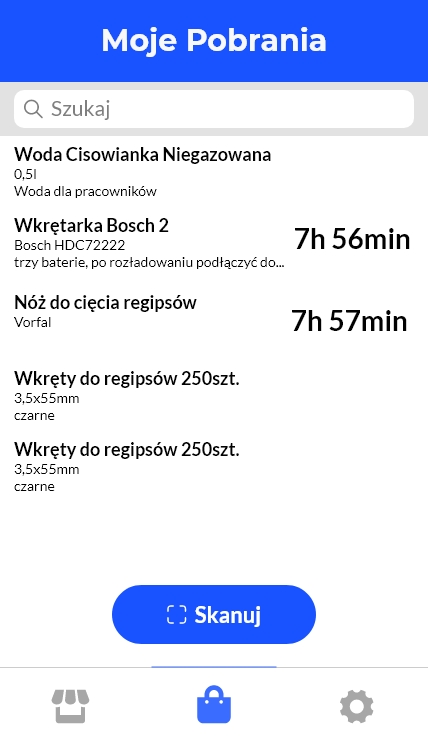 Moje Pobrania
Szukaj
Woda Cisowianka Niegazowana
0,5l
Woda dla pracowników
Wkrętarka Bosch 2
Bosch HDC72222
trzy baterie, po rozładowaniu podłączyć do...
7h 56min
Nóż do cięcia regipsów
Vorfal
7h 57min
Wkręty do regipsów 250szt.
3,5x55mm
czarne
Wkręty do regipsów 250szt.
3,5x55mm
czarne
Skanuj